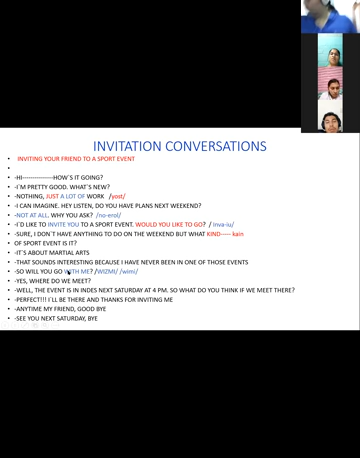 INVITATION CONVERSATIONS
• INVITING YOUR FRIEND TO A SPORT EVENT
•
• -HI---------------HOW´S IT GOING?
• -I´M PRETTY GOOD. WHAT´S NEW?
• -NOTHING, JUST A LOT OF WORK /yost/
• -I CAN IMAGINE. HEY LISTEN, DO YOU HAVE PLANS NEXT WEEKEND?
• -NOT AT ALL. WHY YOU ASK? /no-erol/
• -I´D LIKE TO INVITE YOU TO A SPORT EVENT. WOULD YOU LIKE TO GO? / Inva-iu/
• -SURE, I DON´T HAVE ANYTHING TO DO ON THE WEEKEND BUT WHAT KIND----- kain
• OF SPORT EVENT IS IT?
• -IT´S ABOUT MARTIAL ARTS
• -THAT SOUNDS INTERESTING BECAUSE I HAVE NEVER BEEN IN ONE OF THOSE EVENTS
• -SO WILL YOU GO WITH ME? /WIZMI/ /wimi/
• -YES, WHERE DO WE MEET?
• -WELL, THE EVENT IS IN INDES NEXT SATURDAY AT 4 PM. SO WHAT DO YOU THINK IF WE MEET THERE?
• -PERFECT!!! I´LL BE THERE AND THANKS FOR INVITING ME
• -ANYTIME MY FRIEND, GOOD BYE
• -SEE YOU NEXT SATURDAY, BYE